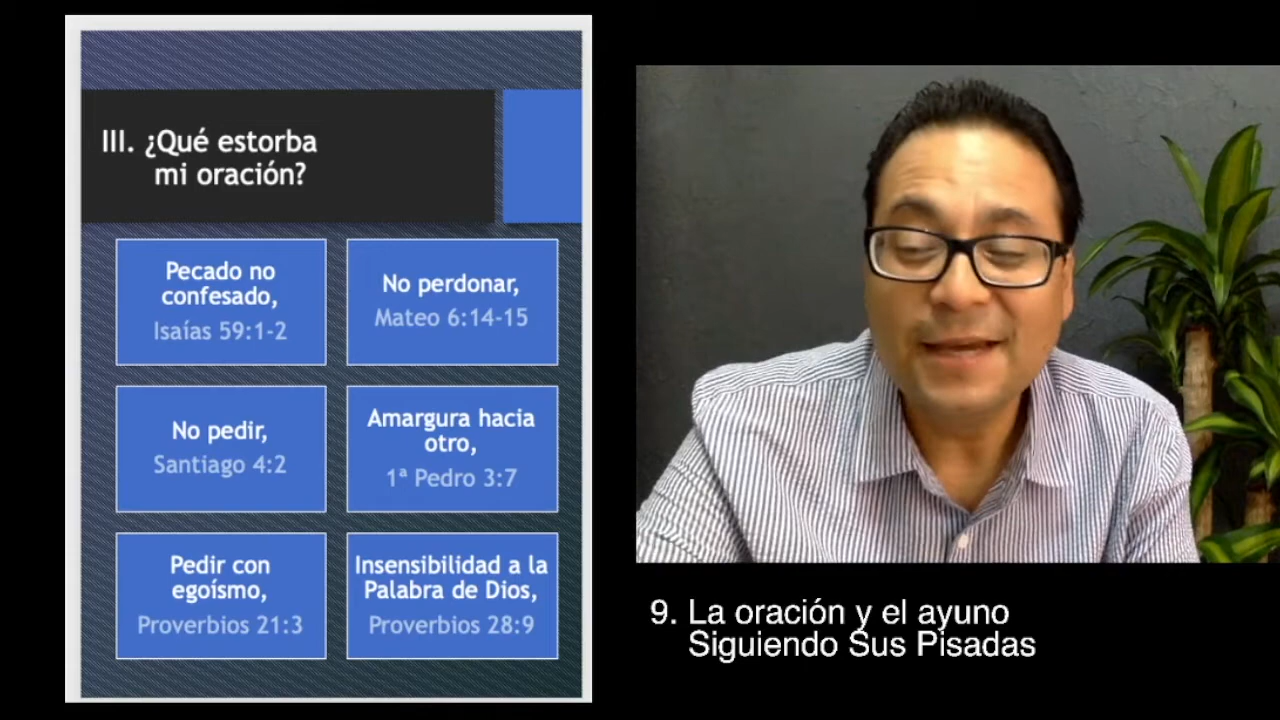 III. ¿Qué estorba
mi oración?
Pecado no
confesado,
Isaías 59:1-2
No perdonar,
Mateo 6:14-15
No pedir,
Santiago 4:2
Amargura hacia
otro,
1ª Pedro 3:7
Pedir con
egoísmo,
Proverbios 21:3
Insensibilidad a la
Palabra de Dios,
Proverbios 28:9
9. La oración y el ayuno
Siguiendo Sus Pisadas